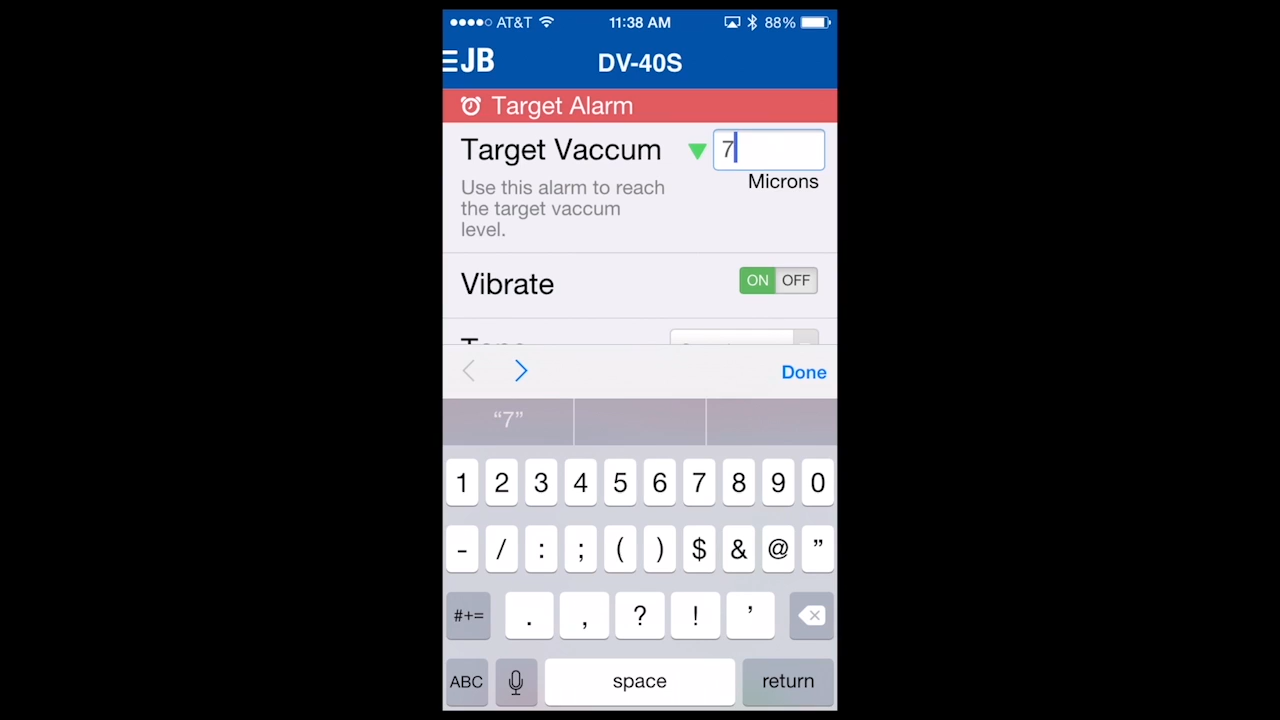 AT&T 11:38 AM 88%
JB DV-40S
Target Alarm
Target Vaccum 7
Microns
Use this alarm to reach
the target vaccum
level.
Vibrate ON OFF
Done
“7”
1 2 3 4 5 6 7 8 9 0
- / : ; ( ) $ & @ ”
#+= . , ? ! ’
ABC space return